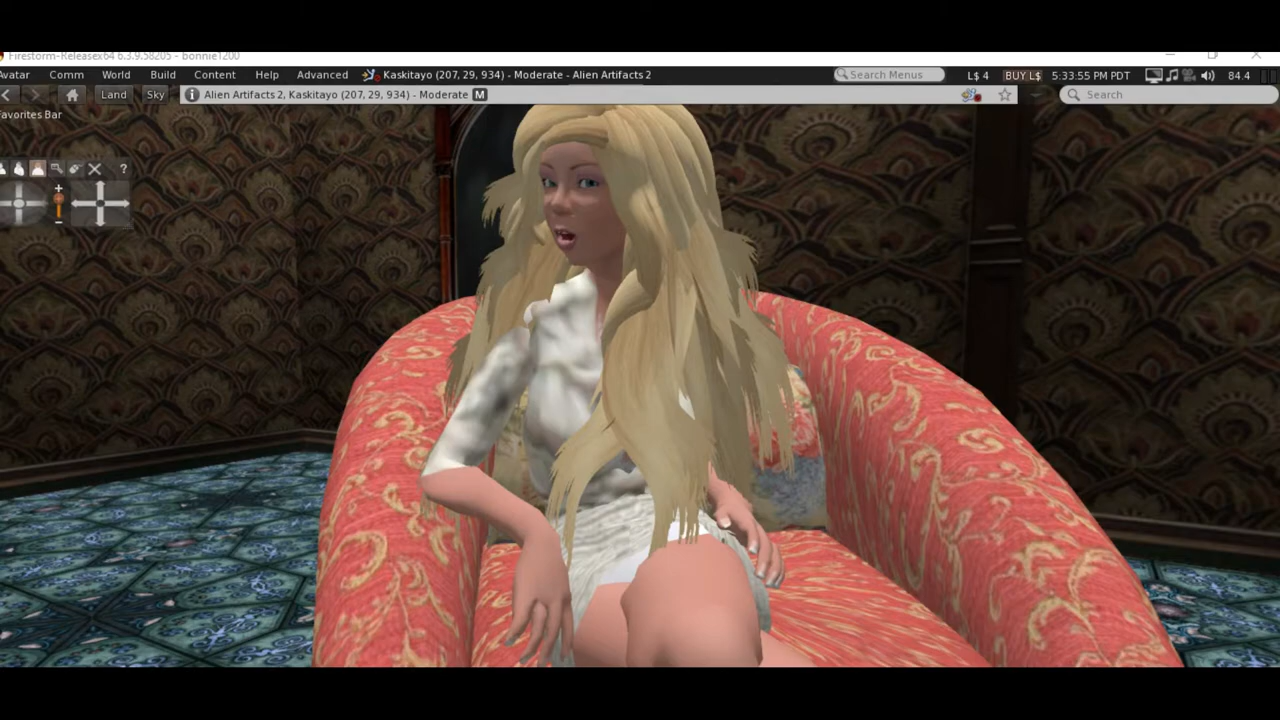 Firestorm-Releasex64 6.3.9.58205 - bonnie1200
Avatar Comm World Build Content Help Advanced Kaskitayo (207, 29, 934) - Moderate - Alien Artifacts 2 Search Menus L$ 4 BUY L$ 5:33:55 PM PDT 84.4
Land Sky Alien Artifacts 2, Kaskitayo (207, 29, 934) - Moderate M Search
Favorites Bar
?